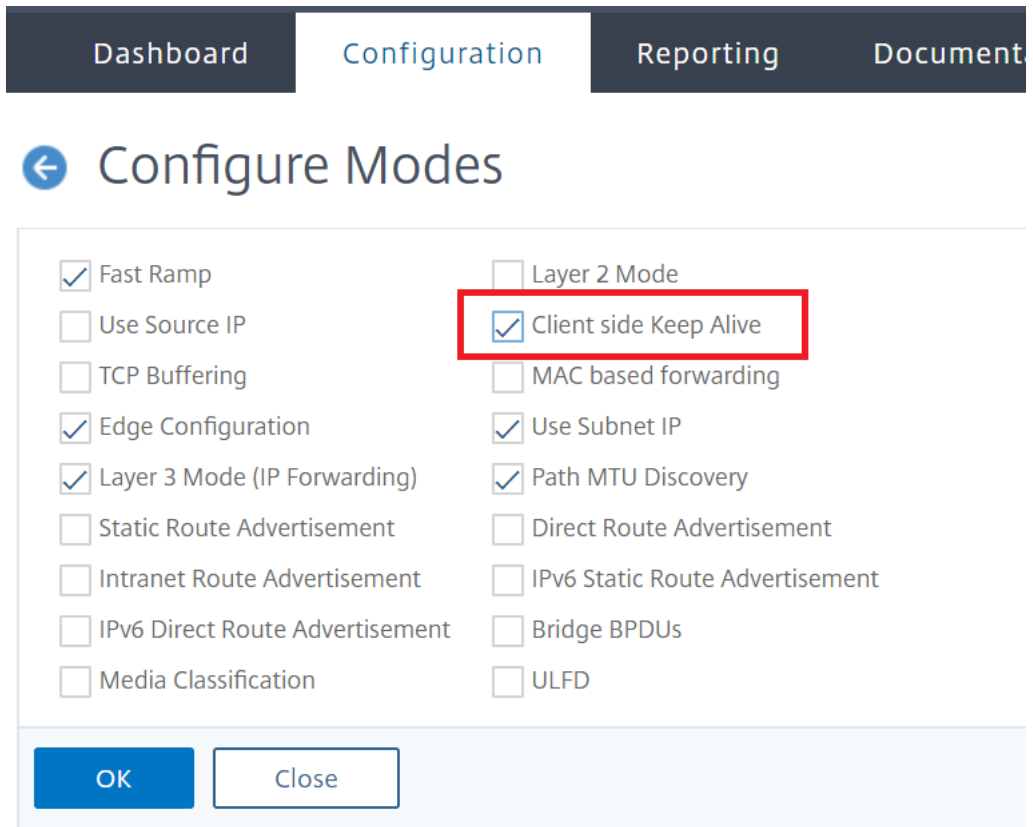 Dashboard Configuration Reporting Documenta
Configure Modes
Fast Ramp Layer 2 Mode
Use Source IP Client side Keep Alive
TCP Buffering MAC based forwarding
Edge Configuration Use Subnet IP
Layer 3 Mode (IP Forwarding) Path MTU Discovery
Static Route Advertisement Direct Route Advertisement
Intranet Route Advertisement IPv6 Static Route Advertisement
IPv6 Direct Route Advertisement Bridge BPDUs
Media Classification ULFD
OK Close